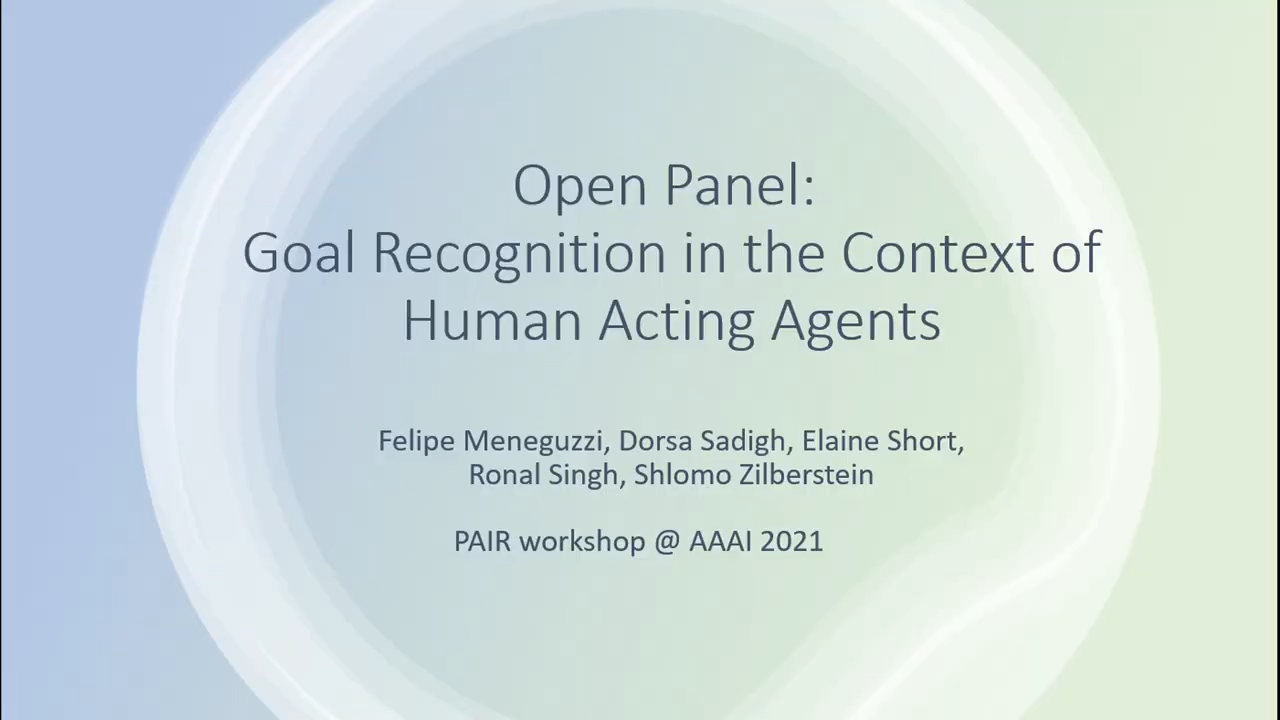 Open Panel:
Goal Recognition in the Context of
Human Acting Agents
Felipe Meneguzzi, Dorsa Sadigh, Elaine Short,
Ronal Singh, Shlomo Zilberstein
PAIR workshop @ AAAI 2021